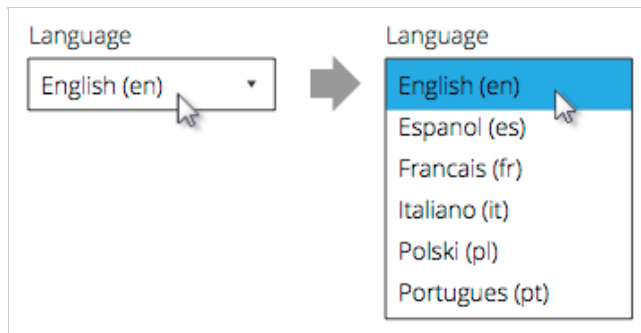 Language
English (en)
Language
English (en)
Espanol (es)
Francais (fr)
Italiano (it)
Polski (pl)
Portugues (pt)